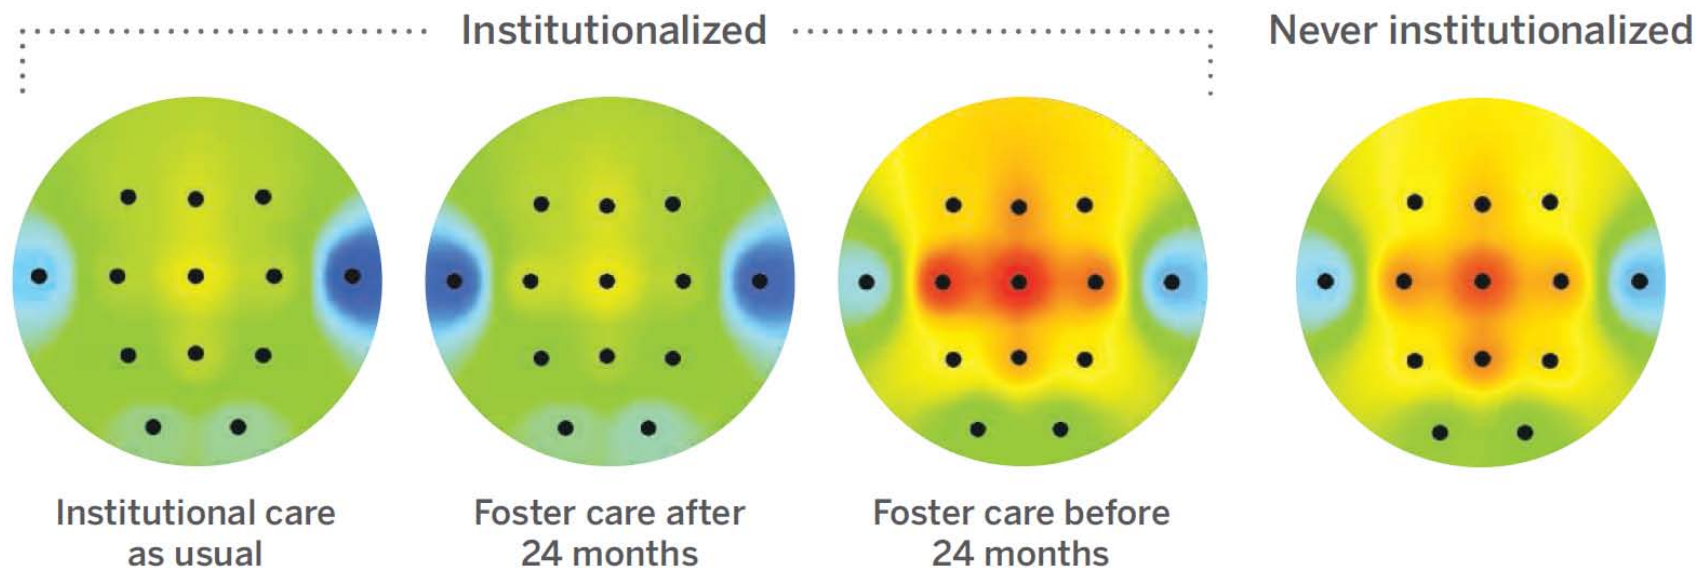 Institutionalized
Never institutionalized
Institutional care
as usual
Foster care after
24 months
Foster care before
24 months